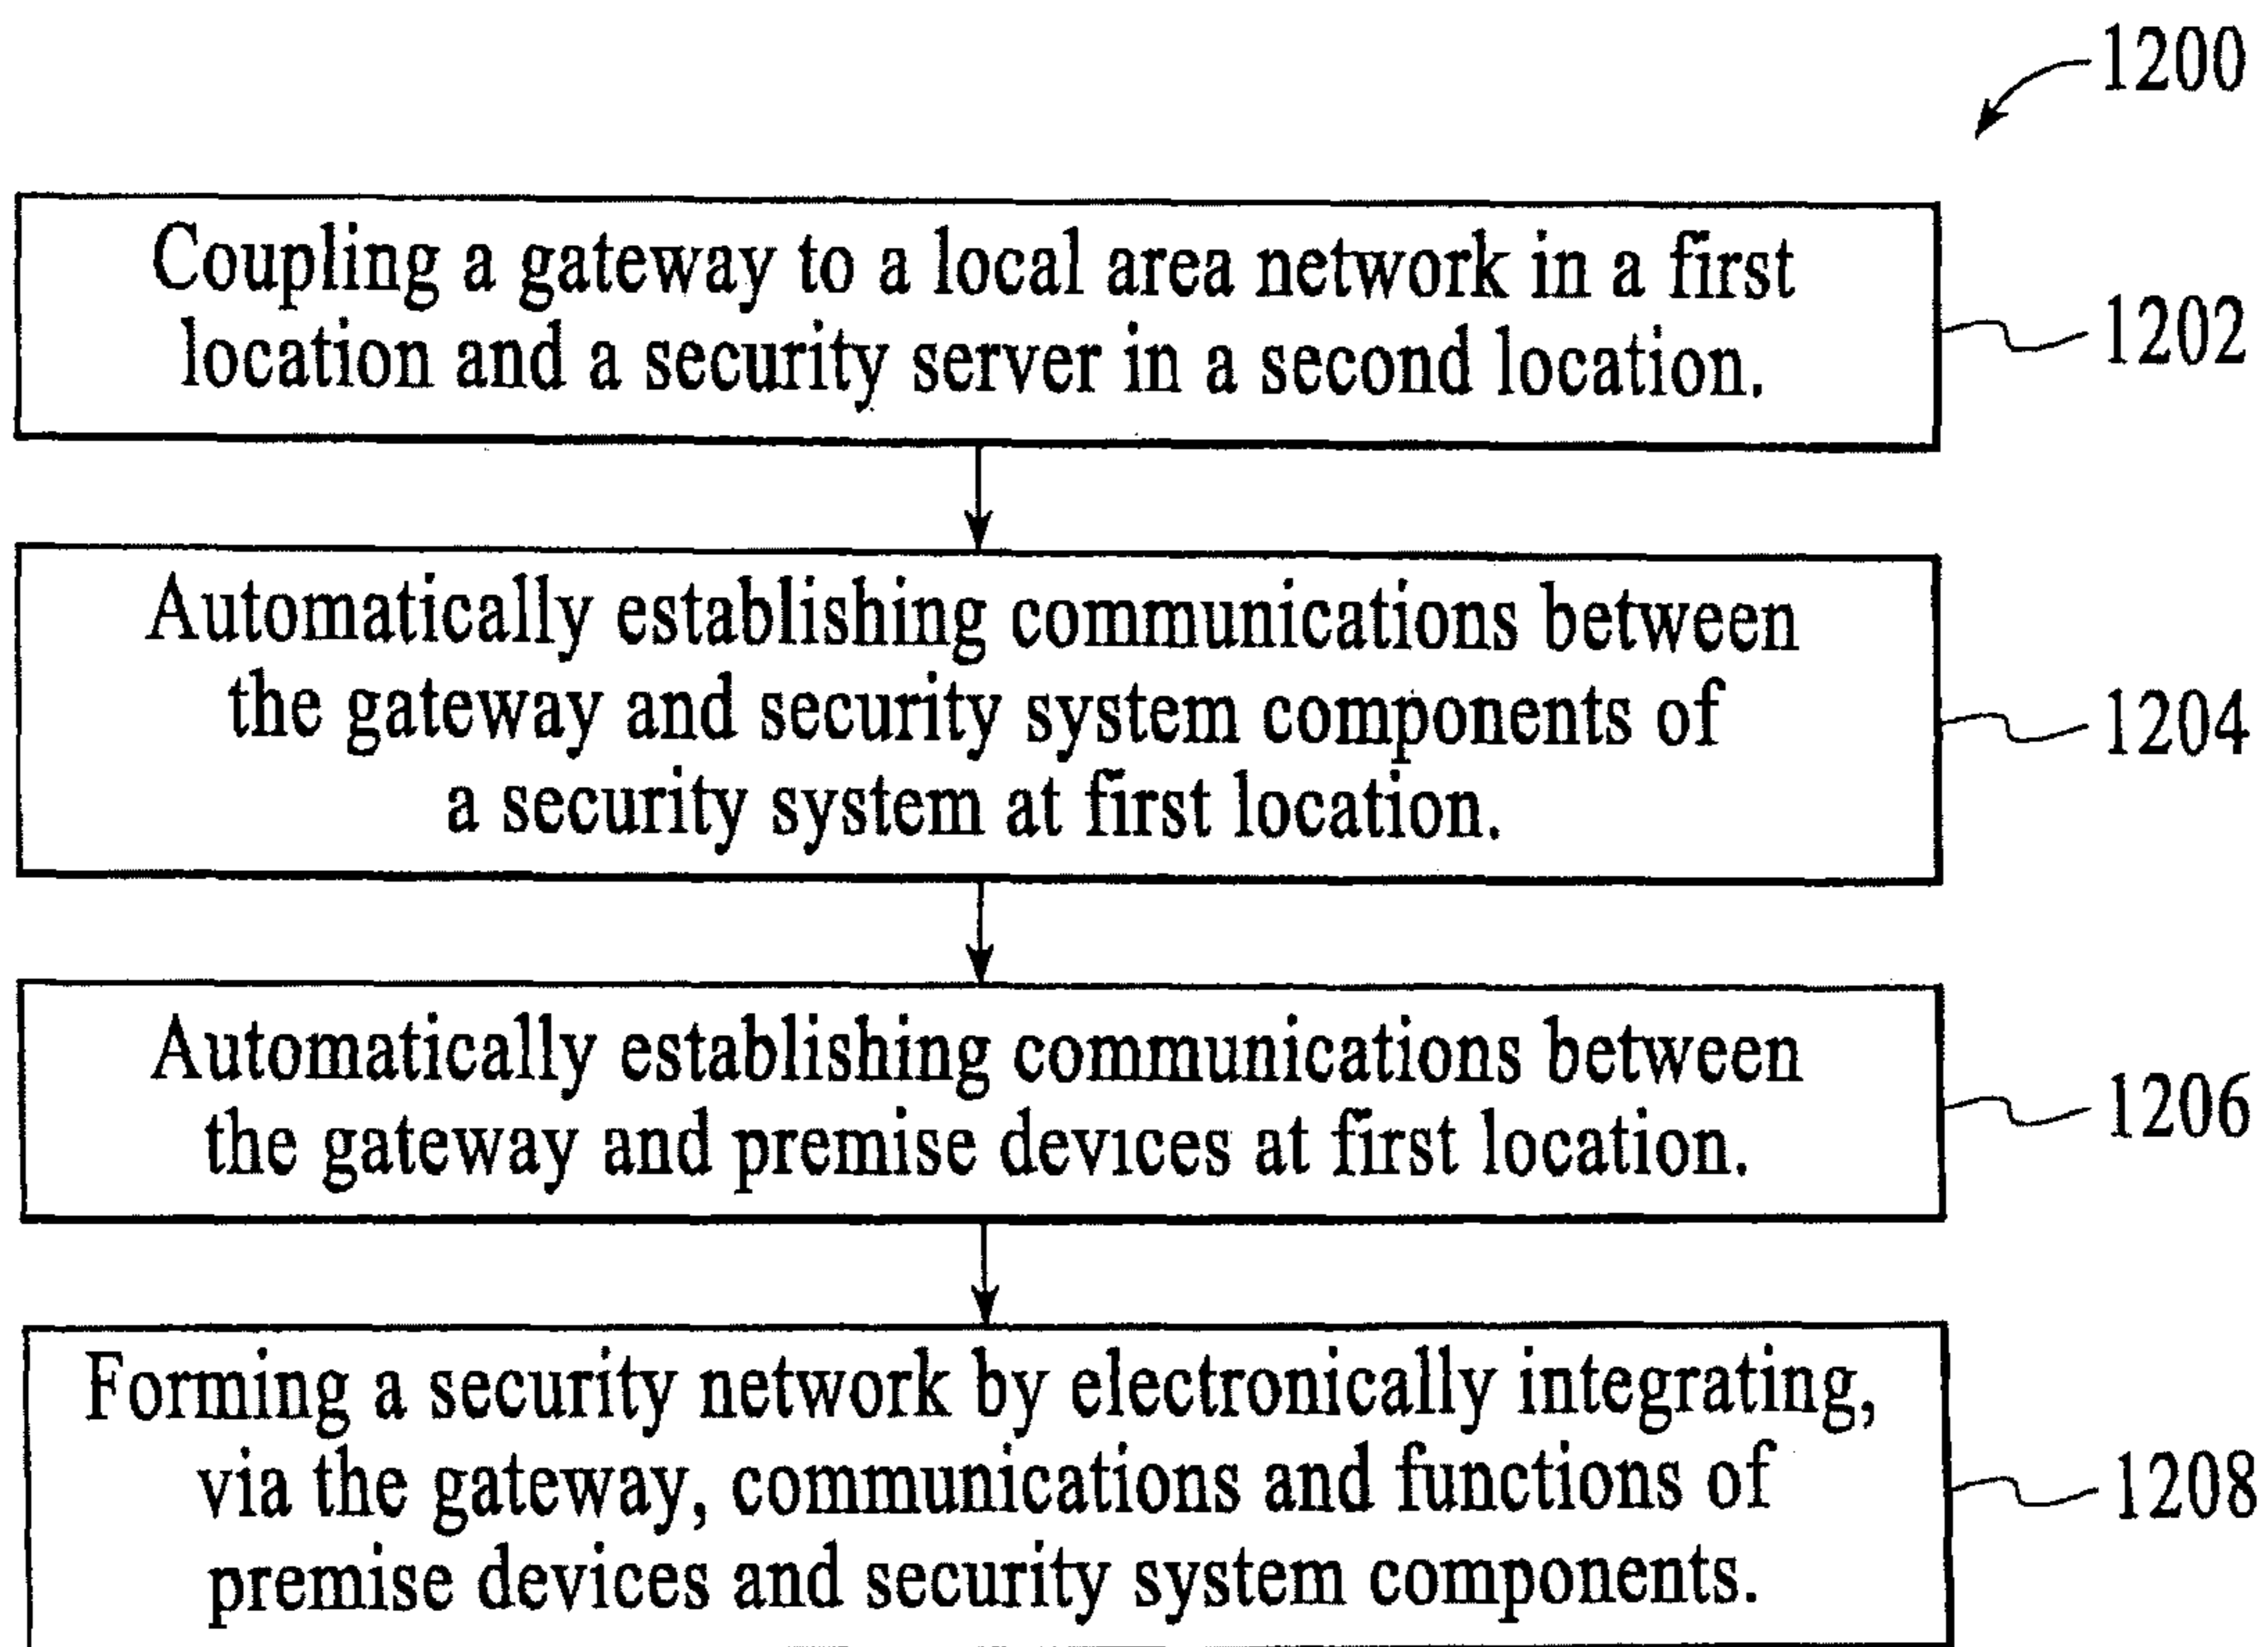 1200
Coupling a gateway to a local area network in a first
location and a security server in a second location.
1202
Automatically establishing communications between
the gateway and security system components of
a security system at first location.
1204
Automatically establishing communications between
the gateway and premise devices at first location.
1206
Forming a security network by electronically integrating,
via the gateway, communications and functions of
premise devices and security system components.
1208